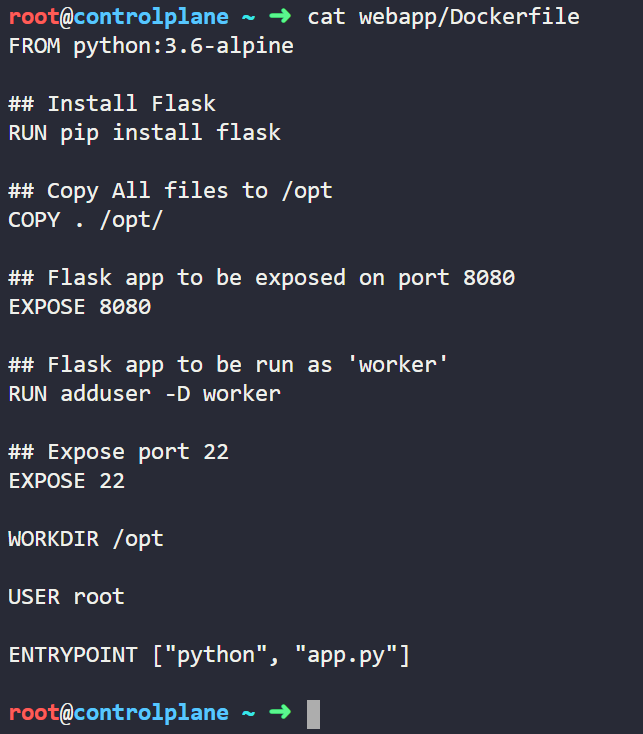 root@controlplane ~ ➜ cat webapp/Dockerfile
FROM python:3.6-alpine
## Install Flask
RUN pip install flask
## Copy All files to /opt
COPY . /opt/
## Flask app to be exposed on port 8080
EXPOSE 8080
## Flask app to be run as 'worker'
RUN adduser -D worker
## Expose port 22
EXPOSE 22
WORKDIR /opt
USER root
ENTRYPOINT ["python", "app.py"]
root@controlplane ~ ➜